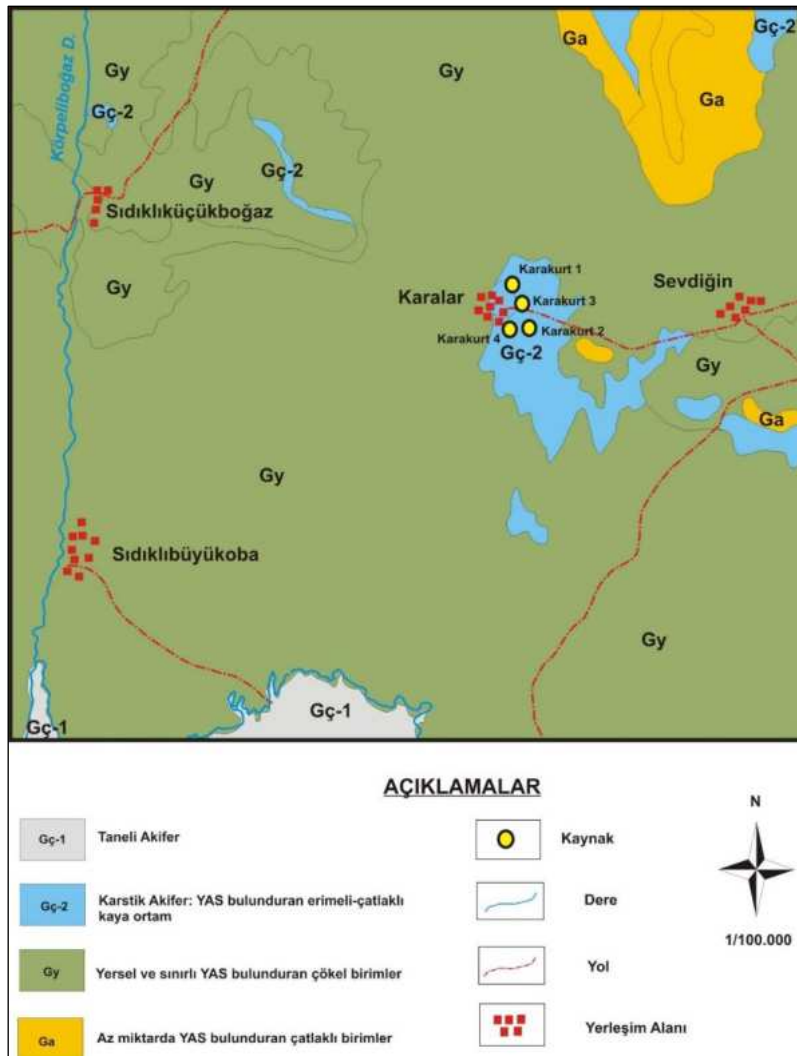 Ga
Gç-2
Körpeliboğaz D.
Gy
Gy
Ga
Gç-2
Gy
Gç-2
Sıdıklıküçükboğaz
Gy
Karakurt 1
Karalar
Karakurt 3
Sevdiğin
Karakurt 4
Karakurt 2
Gç-2
Gy
Ga
Gy
Sıdıklıbüyükoba
Gy
Gç-1
Gç-1
AÇIKLAMALAR
Gç-1 Taneli Akifer
Gç-2 Karstik Akifer: YAS bulunduran erimeli-çatlaklı
kaya ortam
Gy Yersel ve sınırlı YAS bulunduran çökel birimler
Ga Az miktarda YAS bulunduran çatlaklı birimler
Kaynak
Dere
Yol
Yerleşim Alanı
N
1/100.000